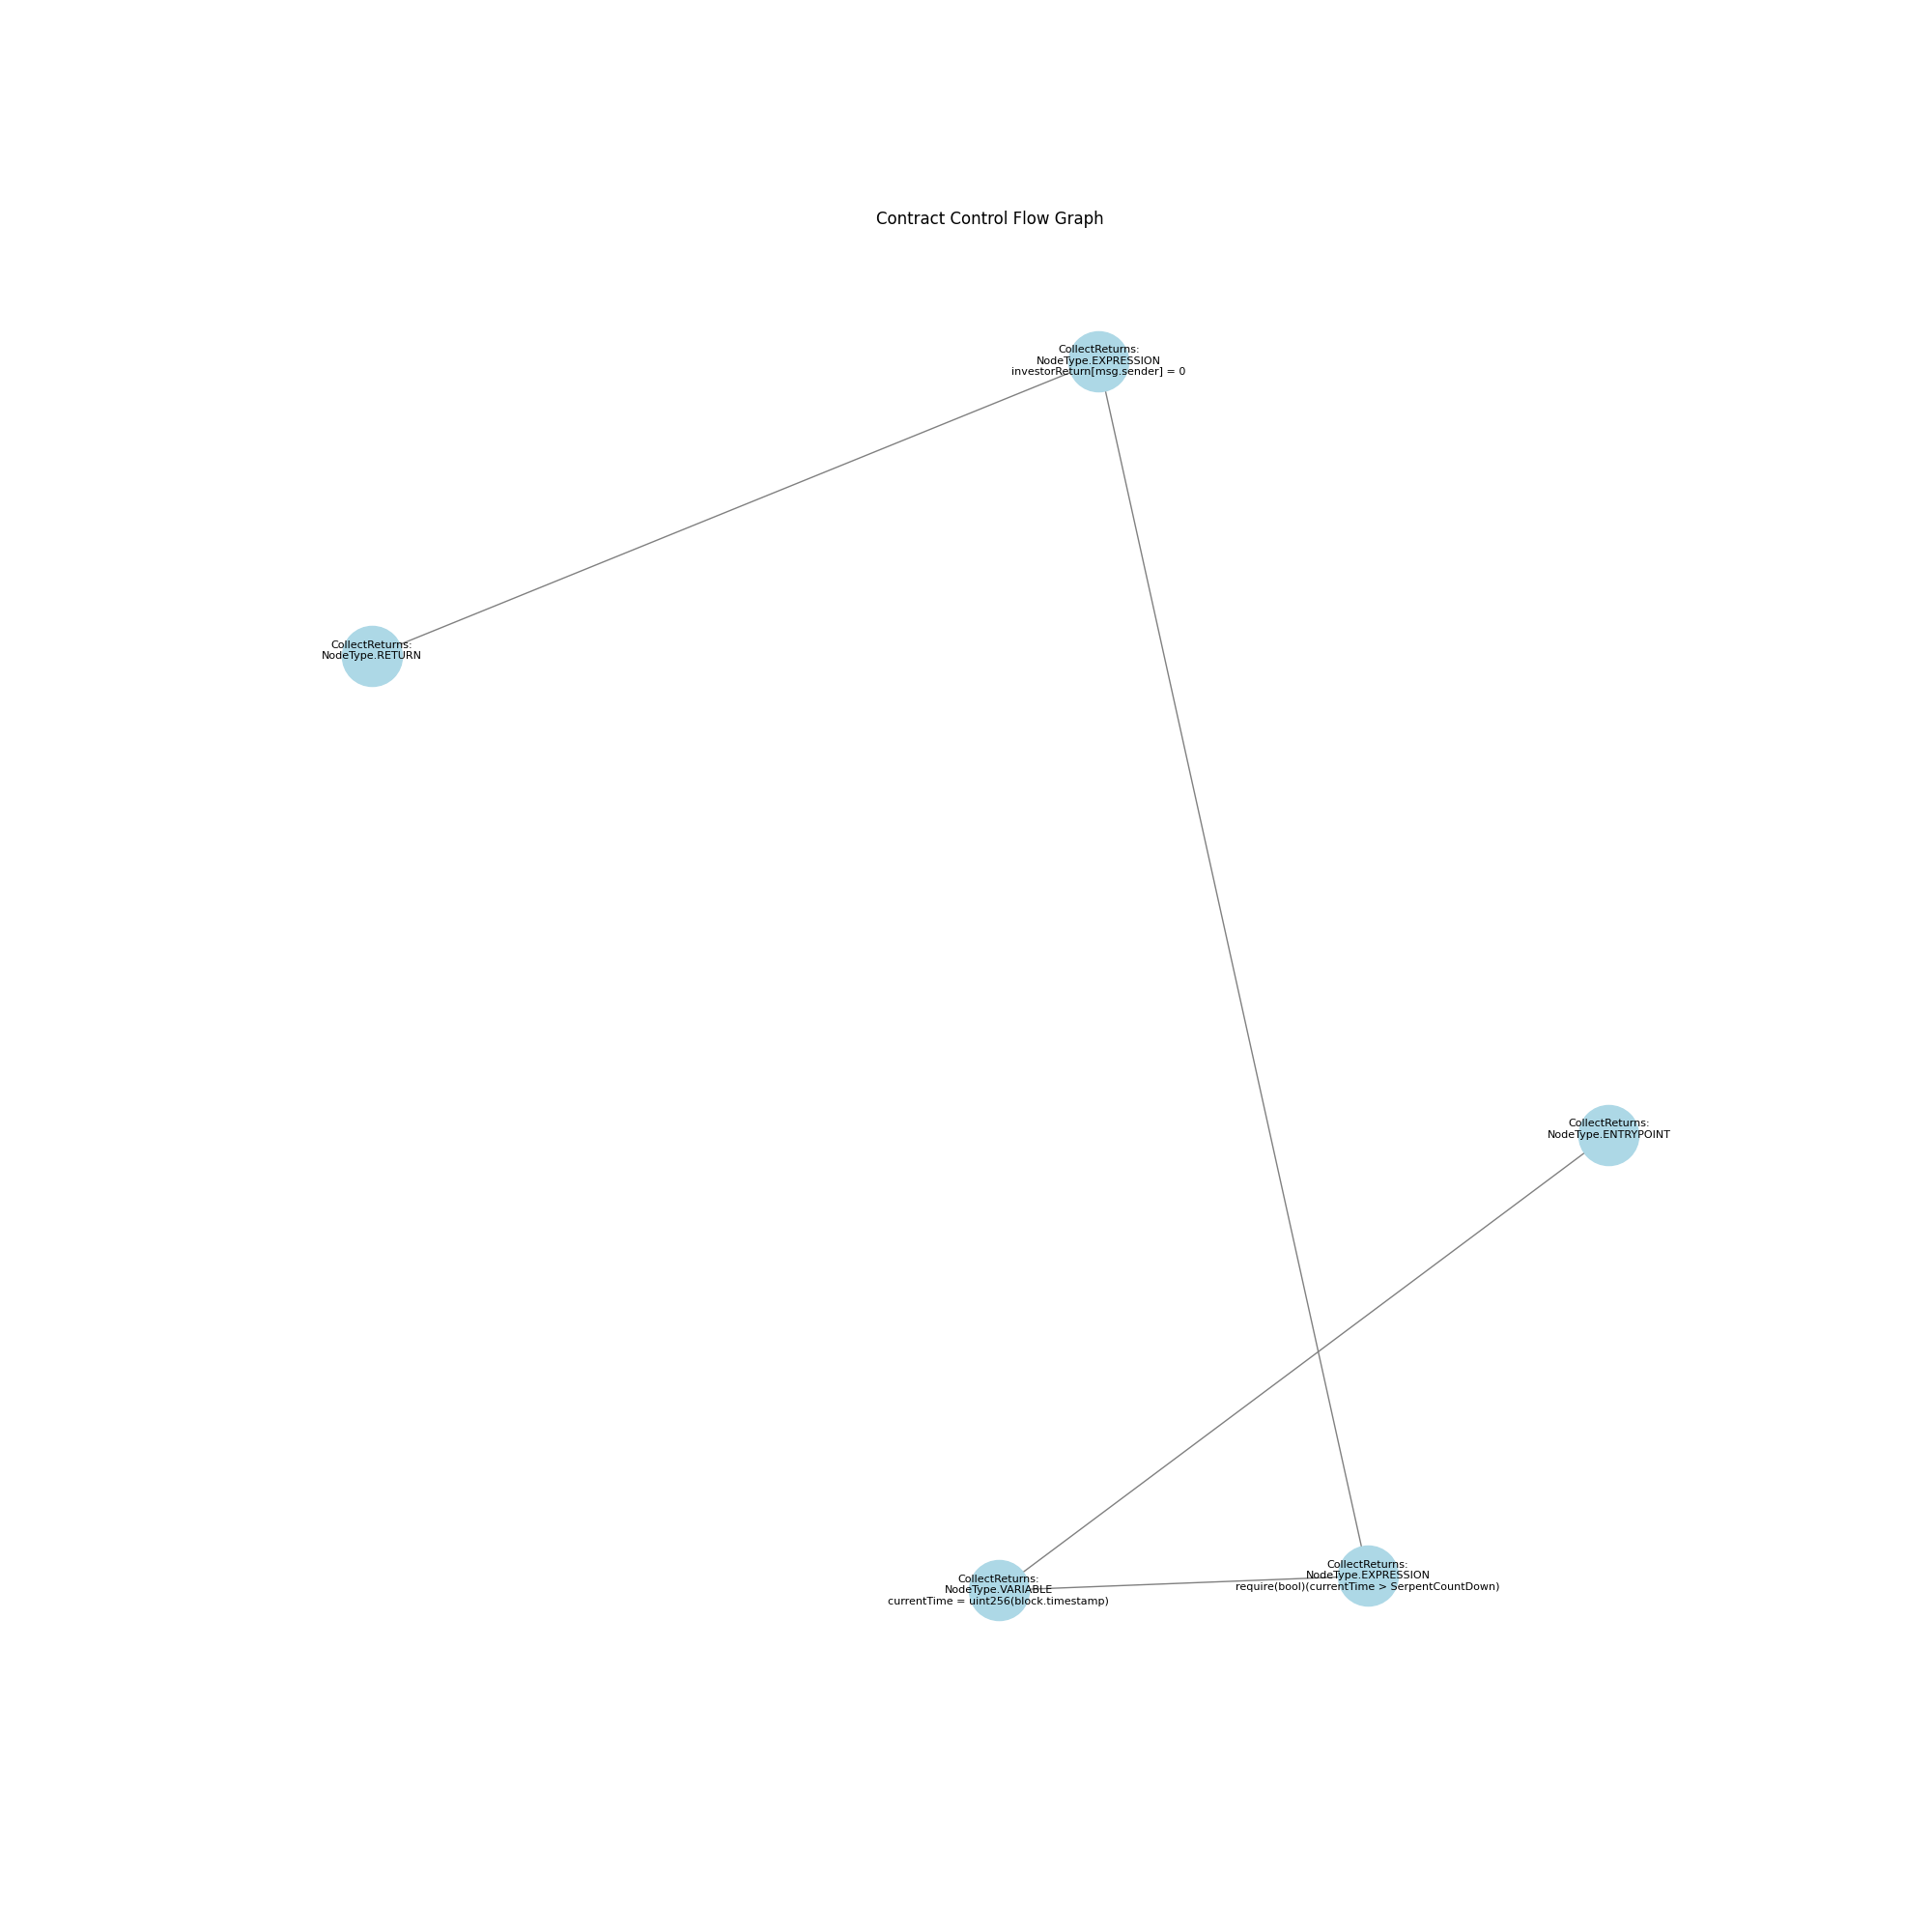 Contract Control Flow Graph
CollectReturns:
NodeType.EXPRESSION
investorReturn[msg.sender] = 0
CollectReturns:
NodeType.RETURN
CollectReturns:
NodeType.ENTRYPOINT
CollectReturns:
NodeType.VARIABLE
currentTime = uint256(block.timestamp)
CollectReturns:
NodeType.EXPRESSION
require(bool)(currentTime > SerpentCountDown)